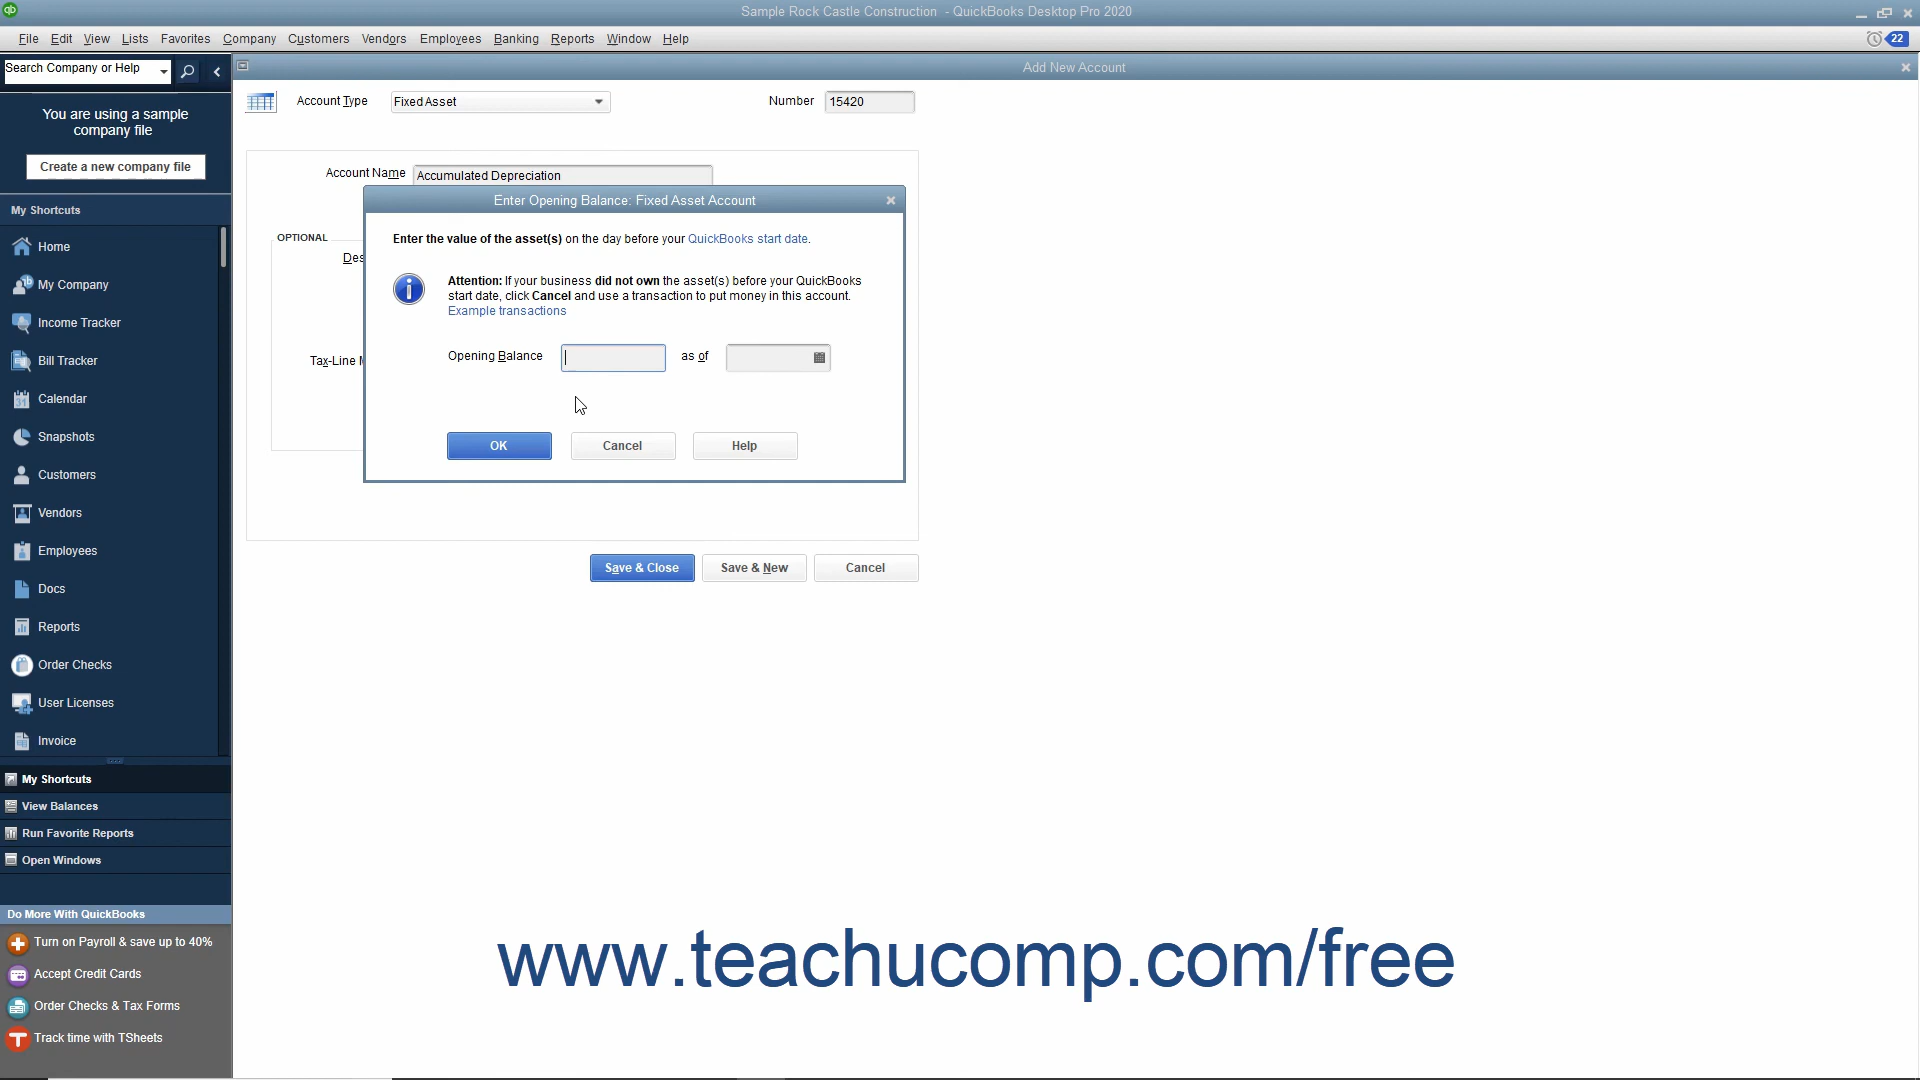 Sample Rock Castle Construction - QuickBooks Desktop Pro 2020
File Edit View Lists Favorites Company Customers Vendors Employees Banking Reports Window Help
22
Search Company or Help
Add New Account
You are using a sample
company file
Create a new company file
My Shortcuts
Home
My Company
Income Tracker
Bill Tracker
Calendar
Snapshots
Customers
Vendors
Employees
Docs
Reports
Order Checks
User Licenses
Invoice
My Shortcuts
View Balances
Run Favorite Reports
Open Windows
Do More With QuickBooks
Turn on Payroll & save up to 40%
Accept Credit Cards
Order Checks & Tax Forms
Track time with TSheets
Account Type Fixed Asset Number 15420
Account Name Accumulated Depreciation
OPTIONAL
Des
Tax-Line
Enter Opening Balance: Fixed Asset Account
Enter the value of the asset(s) on the day before your QuickBooks start date.
Attention: If your business did not own the asset(s) before your QuickBooks
start date, click Cancel and use a transaction to put money in this account.
Example transactions
Opening Balance as of
OK Cancel Help
Save & Close Save & New Cancel
www.teachucomp.com/free